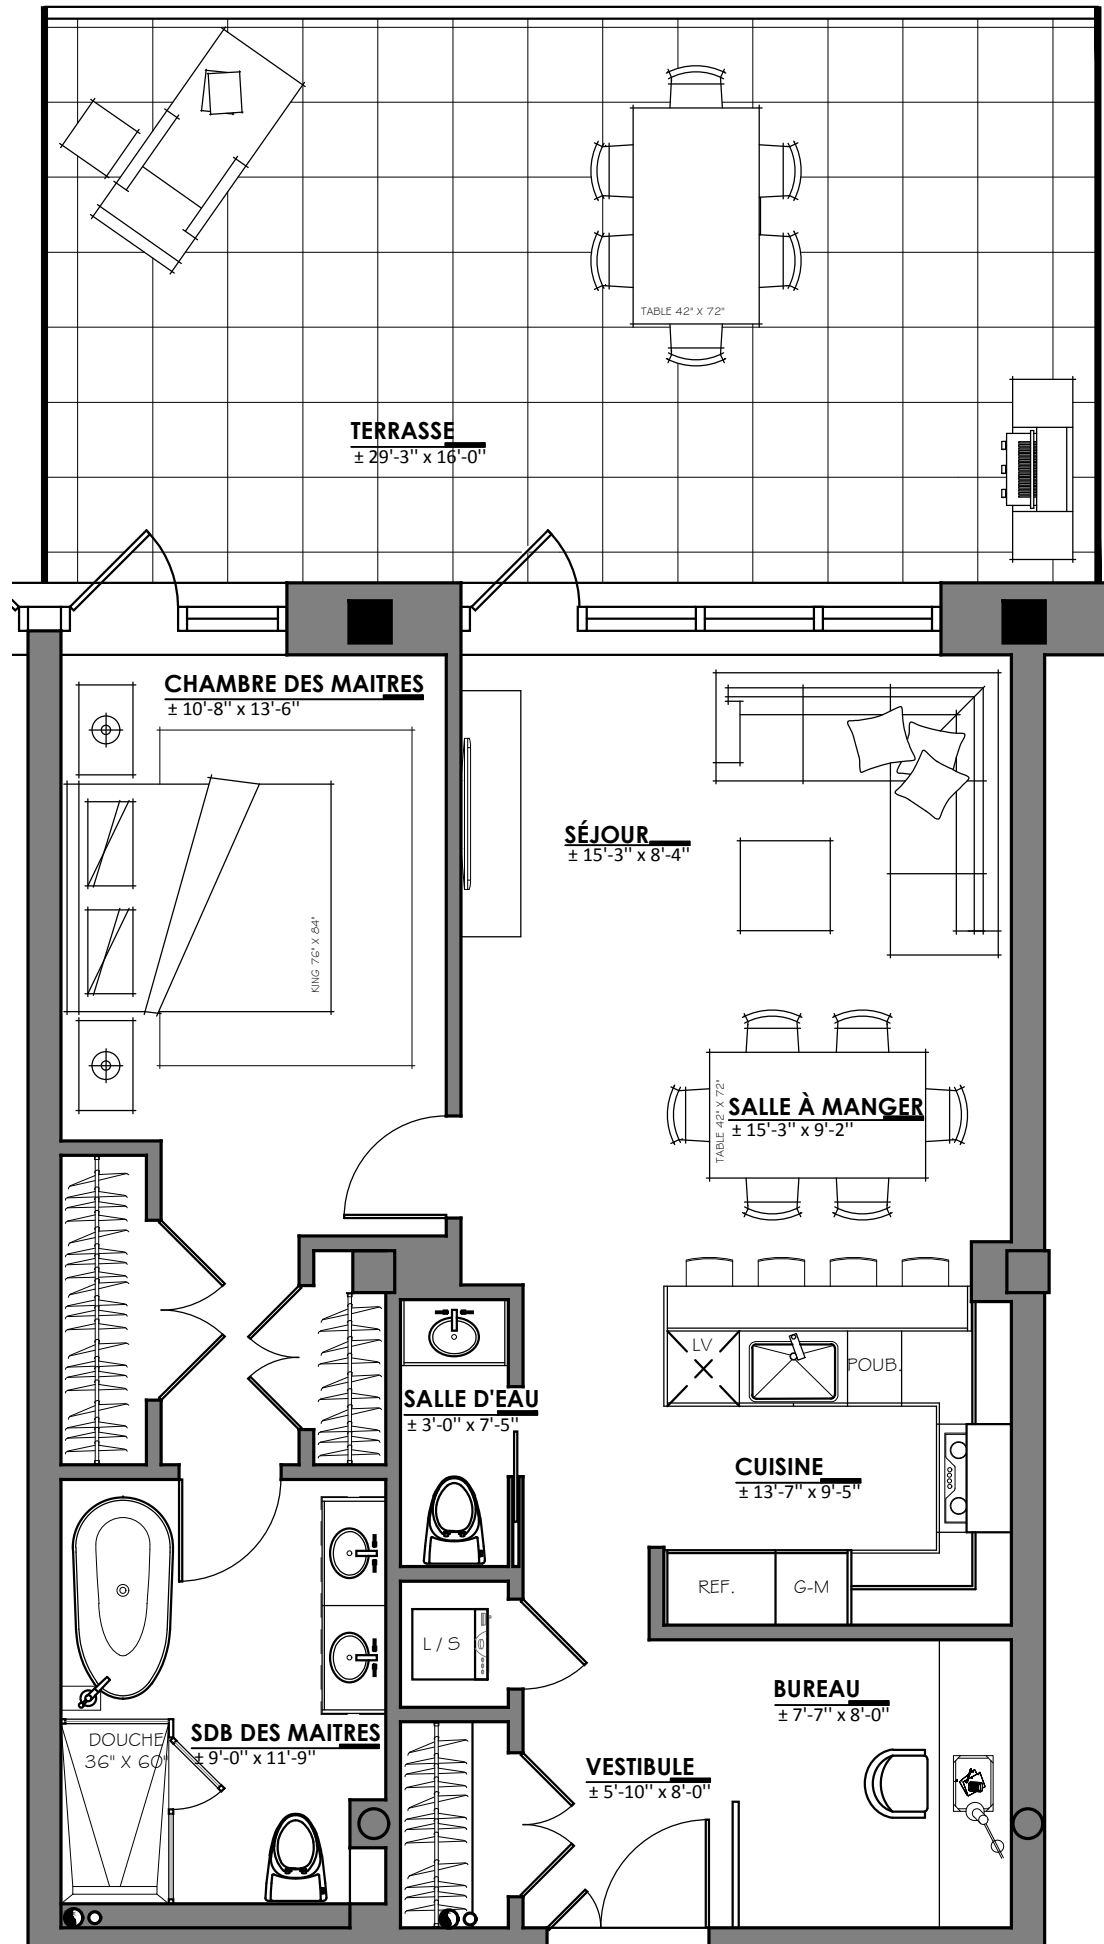 TABLE 42" X 72"
TERRASSE
± 29'-3" x 16'-0"
CHAMBRE DES MAITRES
± 10'-8" x 13'-6"
KING 76" X 84"
SÉJOUR
± 15'-3" x 8'-4"
TABLE 42" X 72"
SALLE À MANGER
± 15'-3" x 9'-2"
LV
POUB.
SALLE D'EAU
± 3'-0" x 7'-5"
CUISINE
± 13'-7" x 9'-5"
REF.
G-M
L / S
BUREAU
± 7'-7" x 8'-0"
SDB DES MAITRES
± 9'-0" x 11'-9"
DOUCHE
36" X 60"
VESTIBULE
± 5'-10" x 8'-0"